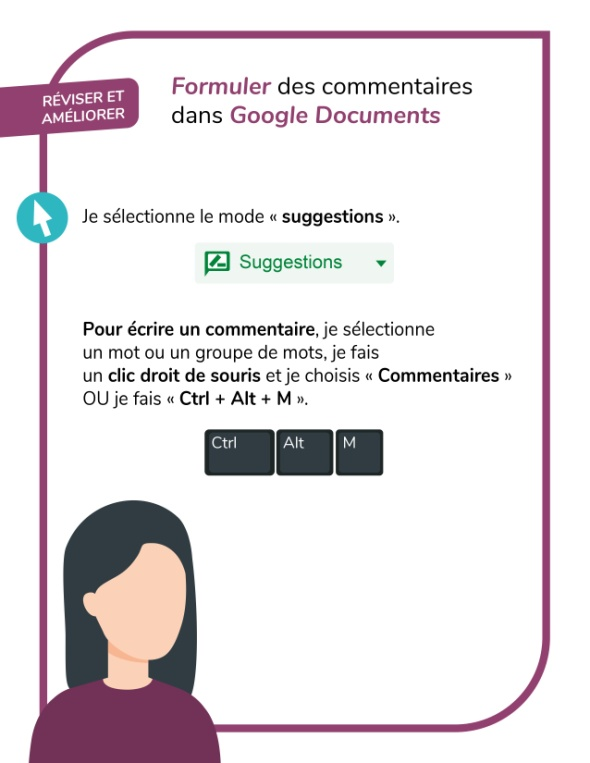 RÉVISER ET
AMÉLIORER
Formuler des commentaires
dans Google Documents
Je sélectionne le mode « suggestions ».
Suggestions
Pour écrire un commentaire, je sélectionne
un mot ou un groupe de mots, je fais
un clic droit de souris et je choisis « Commentaires »
OU je fais « Ctrl + Alt + M ».
Ctrl Alt M